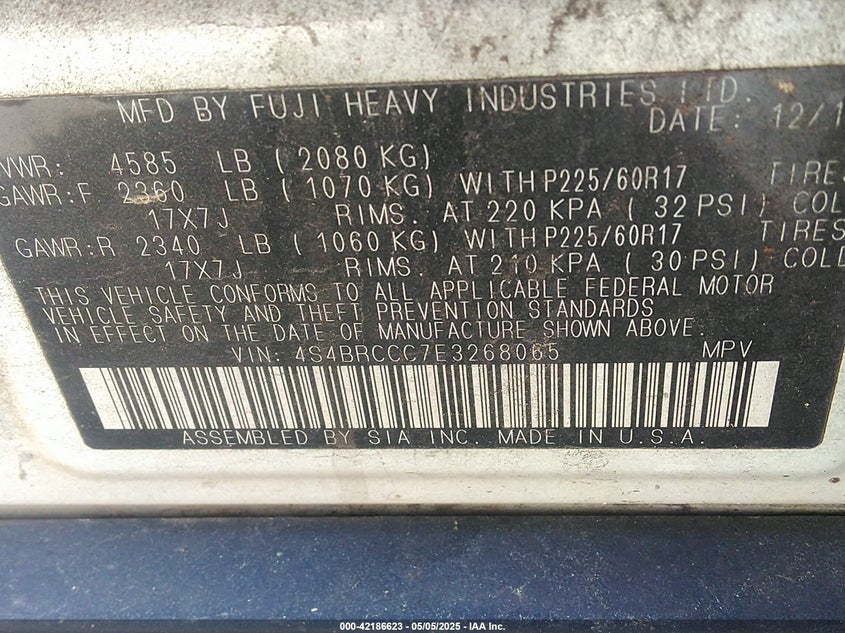 MFD BY FUJI HEAVY INDUSTRIES LTD.
DATE: 12/1
VWR: 4585 LB ( 2080 KG)
GAWR:F 2360 LB ( 1070 KG) WITH P225/60R17 TIRES
17X7J RIMS. AT 220 KPA ( 32 PSI) COL
GAWR:R 2340 LB ( 1060 KG) WITH P225/60R17 TIRES
17X7J RIMS. AT 210 KPA ( 30 PSI) COLD
THIS VEHICLE CONFORMS TO ALL APPLICABLE FEDERAL MOTOR
VEHICLE SAFETY AND THEFT PREVENTION STANDARDS
IN EFFECT ON THE DATE OF MANUFACTURE SHOWN ABOVE.
VIN: 4S4BRCCC7E3268065 MPV
ASSEMBLED BY SIA INC. MADE IN U.S.A.
000-42186623 - 05/05/2025 - IAA Inc.